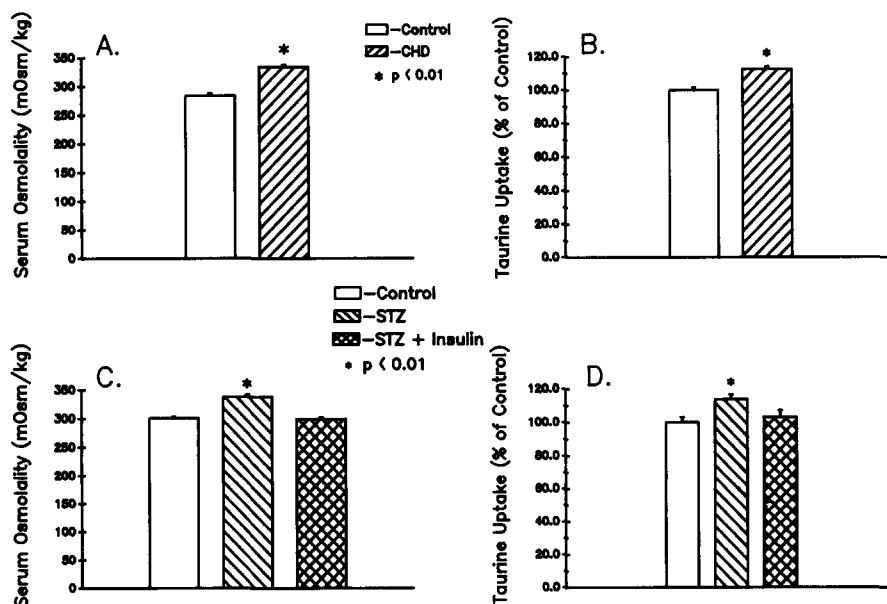 A.
Serum Osmolality (mOsm/kg)
350
300
250
200
150
100
50
0
*
–Control
–CHD
* p < 0.01
B.
Taurine Uptake (% of Control)
120.0
100.0
80.0
60.0
40.0
20.0
0.0
*
–Control
–STZ
–STZ + Insulin
* p < 0.01
C.
Serum Osmolality (mOsm/kg)
350
300
250
200
150
100
50
0
*
D.
Taurine Uptake (% of Control)
120.0
100.0
80.0
60.0
40.0
20.0
0.0
*